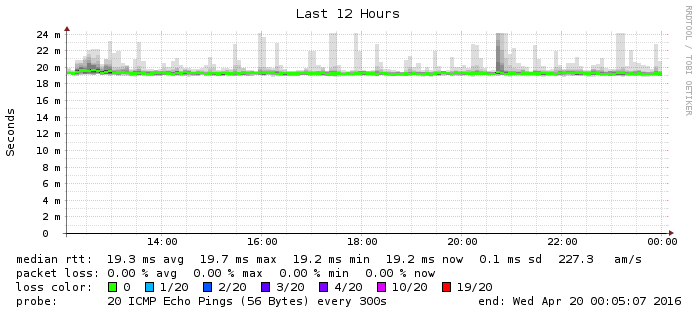 Last 12 Hours
RRDTOOL / TOBI OETIKER
Seconds
24 m
22 m
20 m
18 m
16 m
14 m
12 m
10 m
8 m
6 m
4 m
2 m
0
14:00 16:00 18:00 20:00 22:00 00:00
median rtt: 19.3 ms avg 19.7 ms max 19.2 ms min 19.2 ms now 0.1 ms sd 227.3 am/s
packet loss: 0.00 % avg 0.00 % max 0.00 % min 0.00 % now
loss color: 0 1/20 2/20 3/20 4/20 10/20 19/20
probe: 20 ICMP Echo Pings (56 Bytes) every 300s end: Wed Apr 20 00:05:07 2016